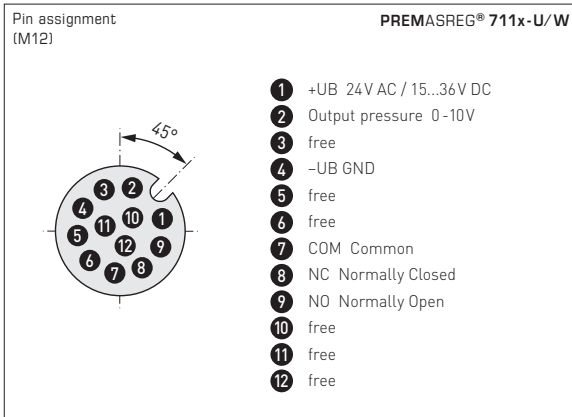 Pin assignment
(M12)
PREMASREG® 711x-U/W
45°
3 2
4 11 10 1
5 12 9
6 7 8
1 +UB 24V AC / 15...36V DC
2 Output pressure 0-10V
3 free
4 –UB GND
5 free
6 free
7 COM Common
8 NC Normally Closed
9 NO Normally Open
10 free
11 free
12 free